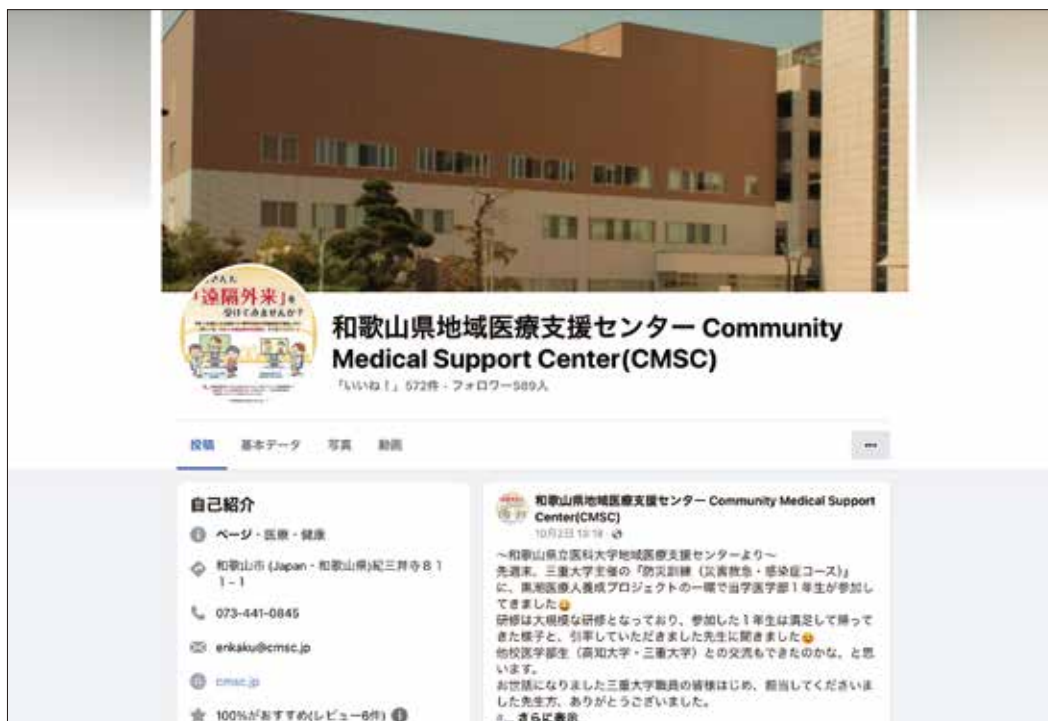 「遠隔外来」を
受けてみませんか？
和歌山県地域医療支援センター Community
Medical Support Center(CMSC)
「いいね！」572件・フォロワー589人
投稿 基本データ 写真 動画
自己紹介
ページ・医療・健康
和歌山市 (Japan・和歌山県)紀三井寺８１
１−１
073-441-0845
enkaku@cmsc.jp
cmsc.jp
100%がおすすめ(レビュー6件)
和歌山県地域医療支援センター Community Medical Support
Center(CMSC)
10月2日
〜和歌山県立医科大学地域医療支援センターより〜
先週末、三重大学主催の『防災訓練（災害救急・感染症コース）』
に、黒潮医療人養成プロジェクトの一環で当学医学部１年生が参加し
てきました😀
研修は大規模な研修となっており、参加した１年生は満足して帰って
きた様子と、引率していただきました先生に聞きました😀
他校医学部生（高知大学・三重大学）との交流もできたのかな、と思
います。
お世話になりました三重大学職員の皆様はじめ、担当してくださいま
した先生方、ありがとうございました。
... さらに表示